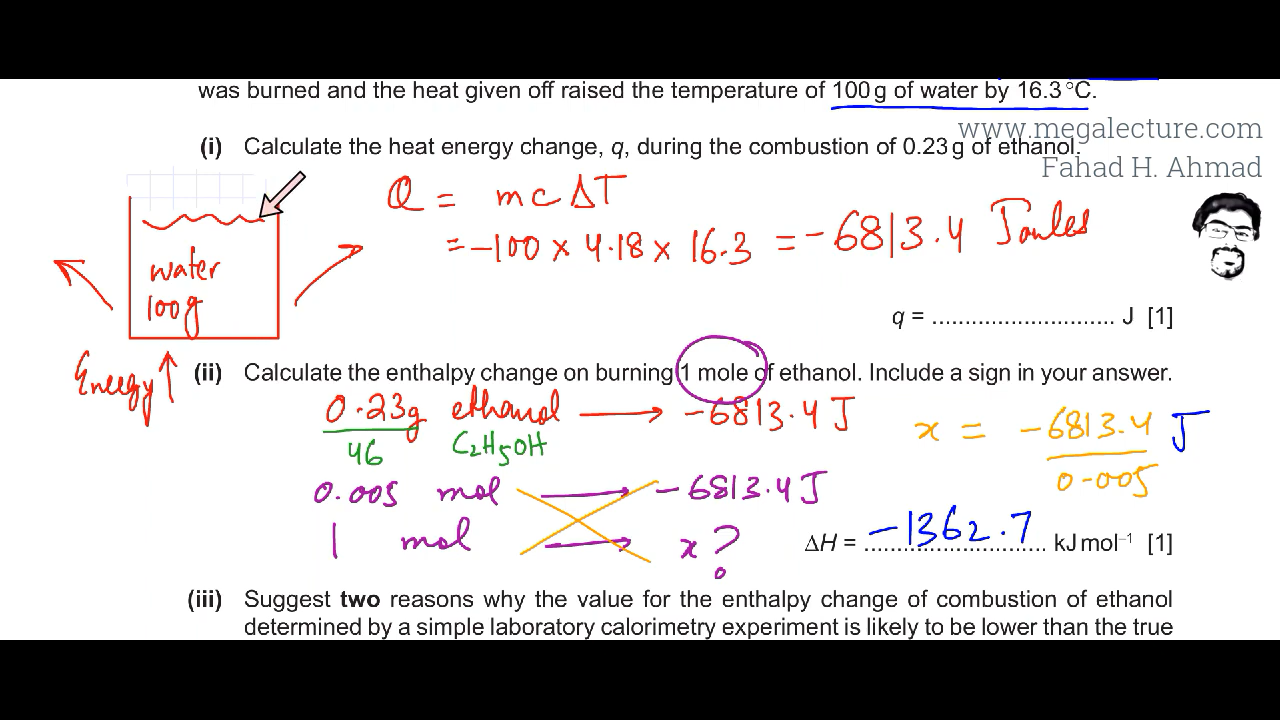 was burned and the heat given off raised the temperature of 100 g of water by 16.3 °C.
www.megalecture.com
(i) Calculate the heat energy change, q, during the combustion of 0.23 g of ethanol.
Fahad H. Ahmad
Q = mcΔT
= -100 × 4.18 × 16.3 = -6813.4 Joules
water
100g
q = ............................ J [1]
Energy↑
(ii) Calculate the enthalpy change on burning 1 mole of ethanol. Include a sign in your answer.
0.23g ethanol → -6813.4 J
46 C2H5OH
x = -6813.4 J
0.005
0.005 mol → -6813.4 J
1 mol → x?
ΔH = -1362.7 ............................ kJ mol–1 [1]
(iii) Suggest two reasons why the value for the enthalpy change of combustion of ethanol
determined by a simple laboratory calorimetry experiment is likely to be lower than the true